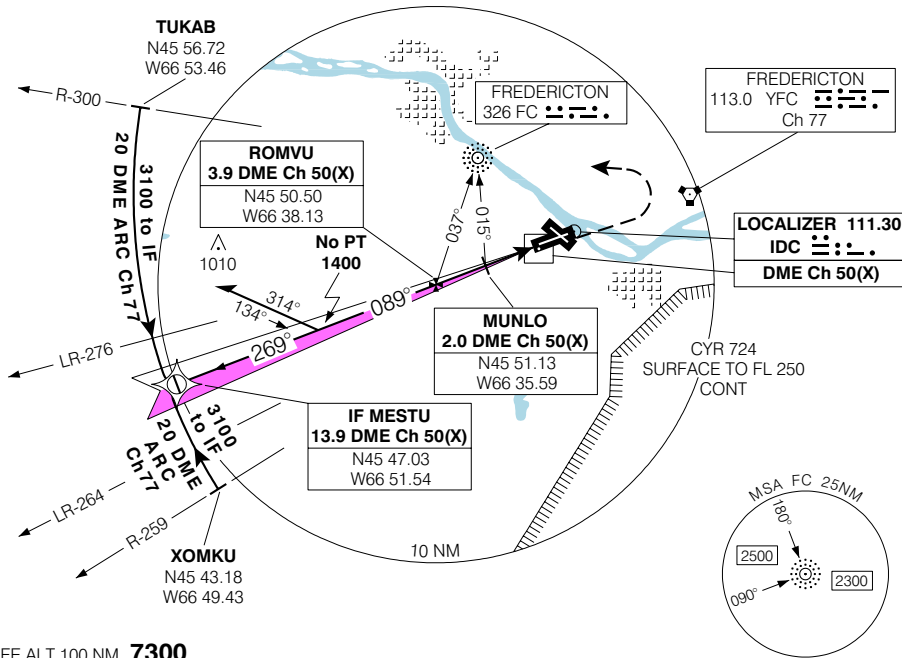 TUKAB
N45 56.72
W66 53.46
R-300
20 DME ARC Ch77
3100 to IF
FREDERICTON
326 FC
FREDERICTON
113.0 YFC
Ch 77
ROMVU
3.9 DME Ch 50(X)
N45 50.50
W66 38.13
1010
No PT
1400
037°
015°
LOCALIZER 111.30
IDC
DME Ch 50(X)
314°
134°
089°
269°
MUNLO
2.0 DME Ch 50(X)
N45 51.13
W66 35.59
CYR 724
SURFACE TO FL 250
CONT
LR-276
IF MESTU
13.9 DME Ch 50(X)
N45 47.03
W66 51.54
3100
to IF
20 DME
ARC
Ch77
LR-264
R-259
XOMKU
N45 43.18
W66 49.43
10 NM
MSA FC 25NM
180°
2500
090°
2300
ALT 100 NM 7300